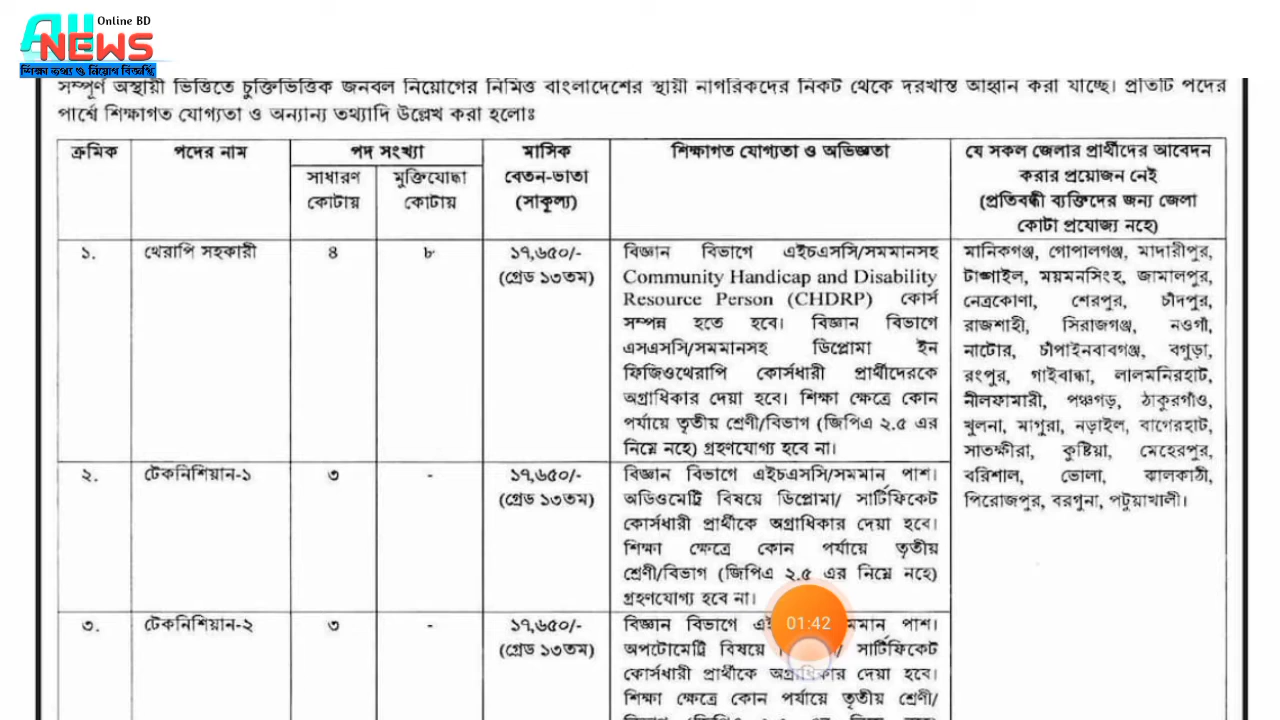 Online BD
All
NEWS
শিক্ষা তথ্য ও নিয়োগ বিজ্ঞপ্তি
সম্পূর্ণ অস্থায়ী ভিত্তিতে চুক্তিভিত্তিক জনবল নিয়োগের নিমিত্ত বাংলাদেশের স্থায়ী নাগরিকদের নিকট থেকে দরখাস্ত আহ্বান করা যাচ্ছে। প্রতিটি পদের
পার্শ্বে শিক্ষাগত যোগ্যতা ও অন্যান্য তথ্যাদি উল্লেখ করা হলোঃ
ক্রমিক
পদের নাম
পদ সংখ্যা
সাধারণ
কোটায়
মুক্তিযোদ্ধা
কোটায়
মাসিক
বেতন-ভাতা
(সাকূল্য)
শিক্ষাগত যোগ্যতা ও অভিজ্ঞতা
যে সকল জেলার প্রার্থীদের আবেদন
করার প্রয়োজন নেই
(প্রতিবন্ধী ব্যক্তিদের জন্য জেলা
কোটা প্রযোজ্য নহে)
১.
থেরাপি সহকারী
৪
৮
১৭,৬৫০/-
(গ্রেড ১৩তম)
বিজ্ঞান বিভাগে এইচএসসি/সমমানসহ
Community Handicap and Disability
Resource Person (CHDRP) কোর্স
সম্পন্ন হতে হবে। বিজ্ঞান বিভাগে
এসএসসি/সমমানসহ ডিপ্লোমা ইন
ফিজিওথেরাপি কোর্সধারী প্রার্থীদেরকে
অগ্রাধিকার দেয়া হবে। শিক্ষা ক্ষেত্রে কোন
পর্যায়ে তৃতীয় শ্রেণী/বিভাগ (জিপিএ ২.৫ এর
নিম্নে নহে) গ্রহণযোগ্য হবে না।
মানিকগঞ্জ, গোপালগঞ্জ, মাদারীপুর,
টাঙ্গাইল, ময়মনসিংহ, জামালপুর,
নেত্রকোণা, শেরপুর, চাঁদপুর,
রাজশাহী, সিরাজগঞ্জ, নওগাঁ,
নাটোর, চাঁপাইনবাবগঞ্জ, বগুড়া,
রংপুর, গাইবান্ধা, লালমনিরহাট,
নীলফামারী, পঞ্চগড়, ঠাকুরগাঁও,
খুলনা, মাগুরা, নড়াইল, বাগেরহাট,
সাতক্ষীরা, কুষ্টিয়া, মেহেরপুর,
বরিশাল, ভোলা, ঝালকাঠী,
পিরোজপুর, বরগুনা, পটুয়াখালী।
২.
টেকনিশিয়ান-১
৩
-
১৭,৬৫০/-
(গ্রেড ১৩তম)
বিজ্ঞান বিভাগে এইচএসসি/সমমান পাশ।
অডিওমেট্রি বিষয়ে ডিপ্লোমা/ সার্টিফিকেট
কোর্সধারী প্রার্থীকে অগ্রাধিকার দেয়া হবে।
শিক্ষা ক্ষেত্রে কোন পর্যায়ে তৃতীয়
শ্রেণী/বিভাগ (জিপিএ ২.৫ এর নিম্নে নহে)
গ্রহণযোগ্য হবে না।
৩.
টেকনিশিয়ান-২
৩
-
১৭,৬৫০/-
(গ্রেড ১৩তম)
বিজ্ঞান বিভাগে পাশ।
অপটোমেট্রি বিষয়ে সার্টিফিকেট
কোর্সধারী প্রার্থীকে অগ্রাধিকার দেয়া হবে।
শিক্ষা ক্ষেত্রে কোন পর্যায়ে তৃতীয় শ্রেণী/
01:42